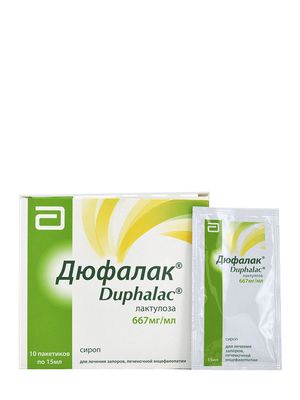 Дюфалак®
Duphalac®
лактулоза
667мг/мл
10 пакетиков
по 15мл
сироп
для лечения запоров, печеночной энцефалопатии
Дюфалак®
Duphalac®
лактулоза
667мг/мл
сироп
для лечения
запоров, печеночной
энцефалопатии
15мл